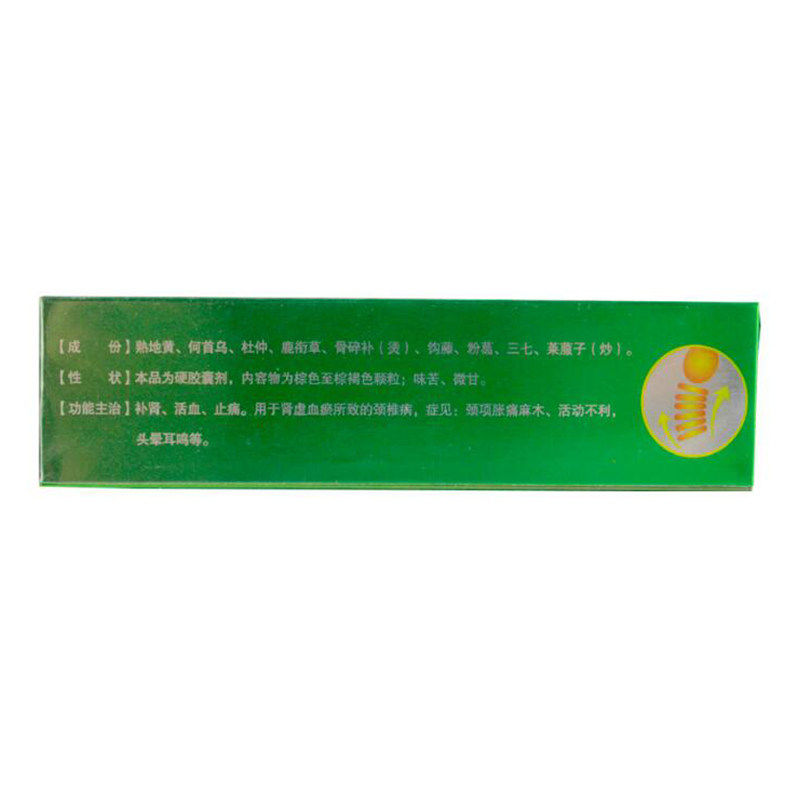 【成　　份】熟地黄、何首乌、杜仲、鹿衔草、骨碎补（烫）、钩藤、粉葛、三七、莱菔子（炒）。
【性　　状】本品为硬胶囊剂，内容物为棕色至棕褐色颗粒；味苦、微甘。
【功能主治】补肾、活血、止痛。用于肾虚血瘀所致的颈椎病，症见：颈项胀痛麻木、活动不利，
头晕耳鸣等。